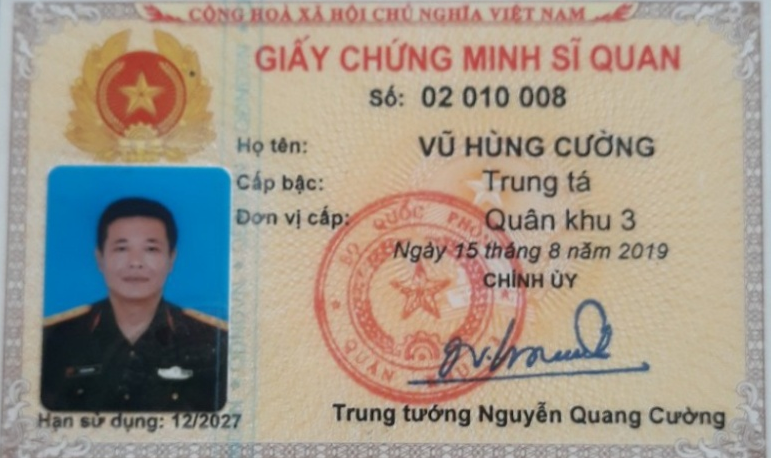 CỘNG HOÀ XÃ HỘI CHỦ NGHĨA VIỆT NAM
GIẤY CHỨNG MINH SĨ QUAN
Số: 02 010 008
Họ tên: VŨ HÙNG CƯỜNG
Cấp bậc: Trung tá
Đơn vị cấp: Quân khu 3
Ngày 15 tháng 8 năm 2019
CHÍNH ỦY
BỘ QUỐC PHÒNG
QUÂN KHU
Hạn sử dụng: 12/2027
Trung tướng Nguyễn Quang Cường